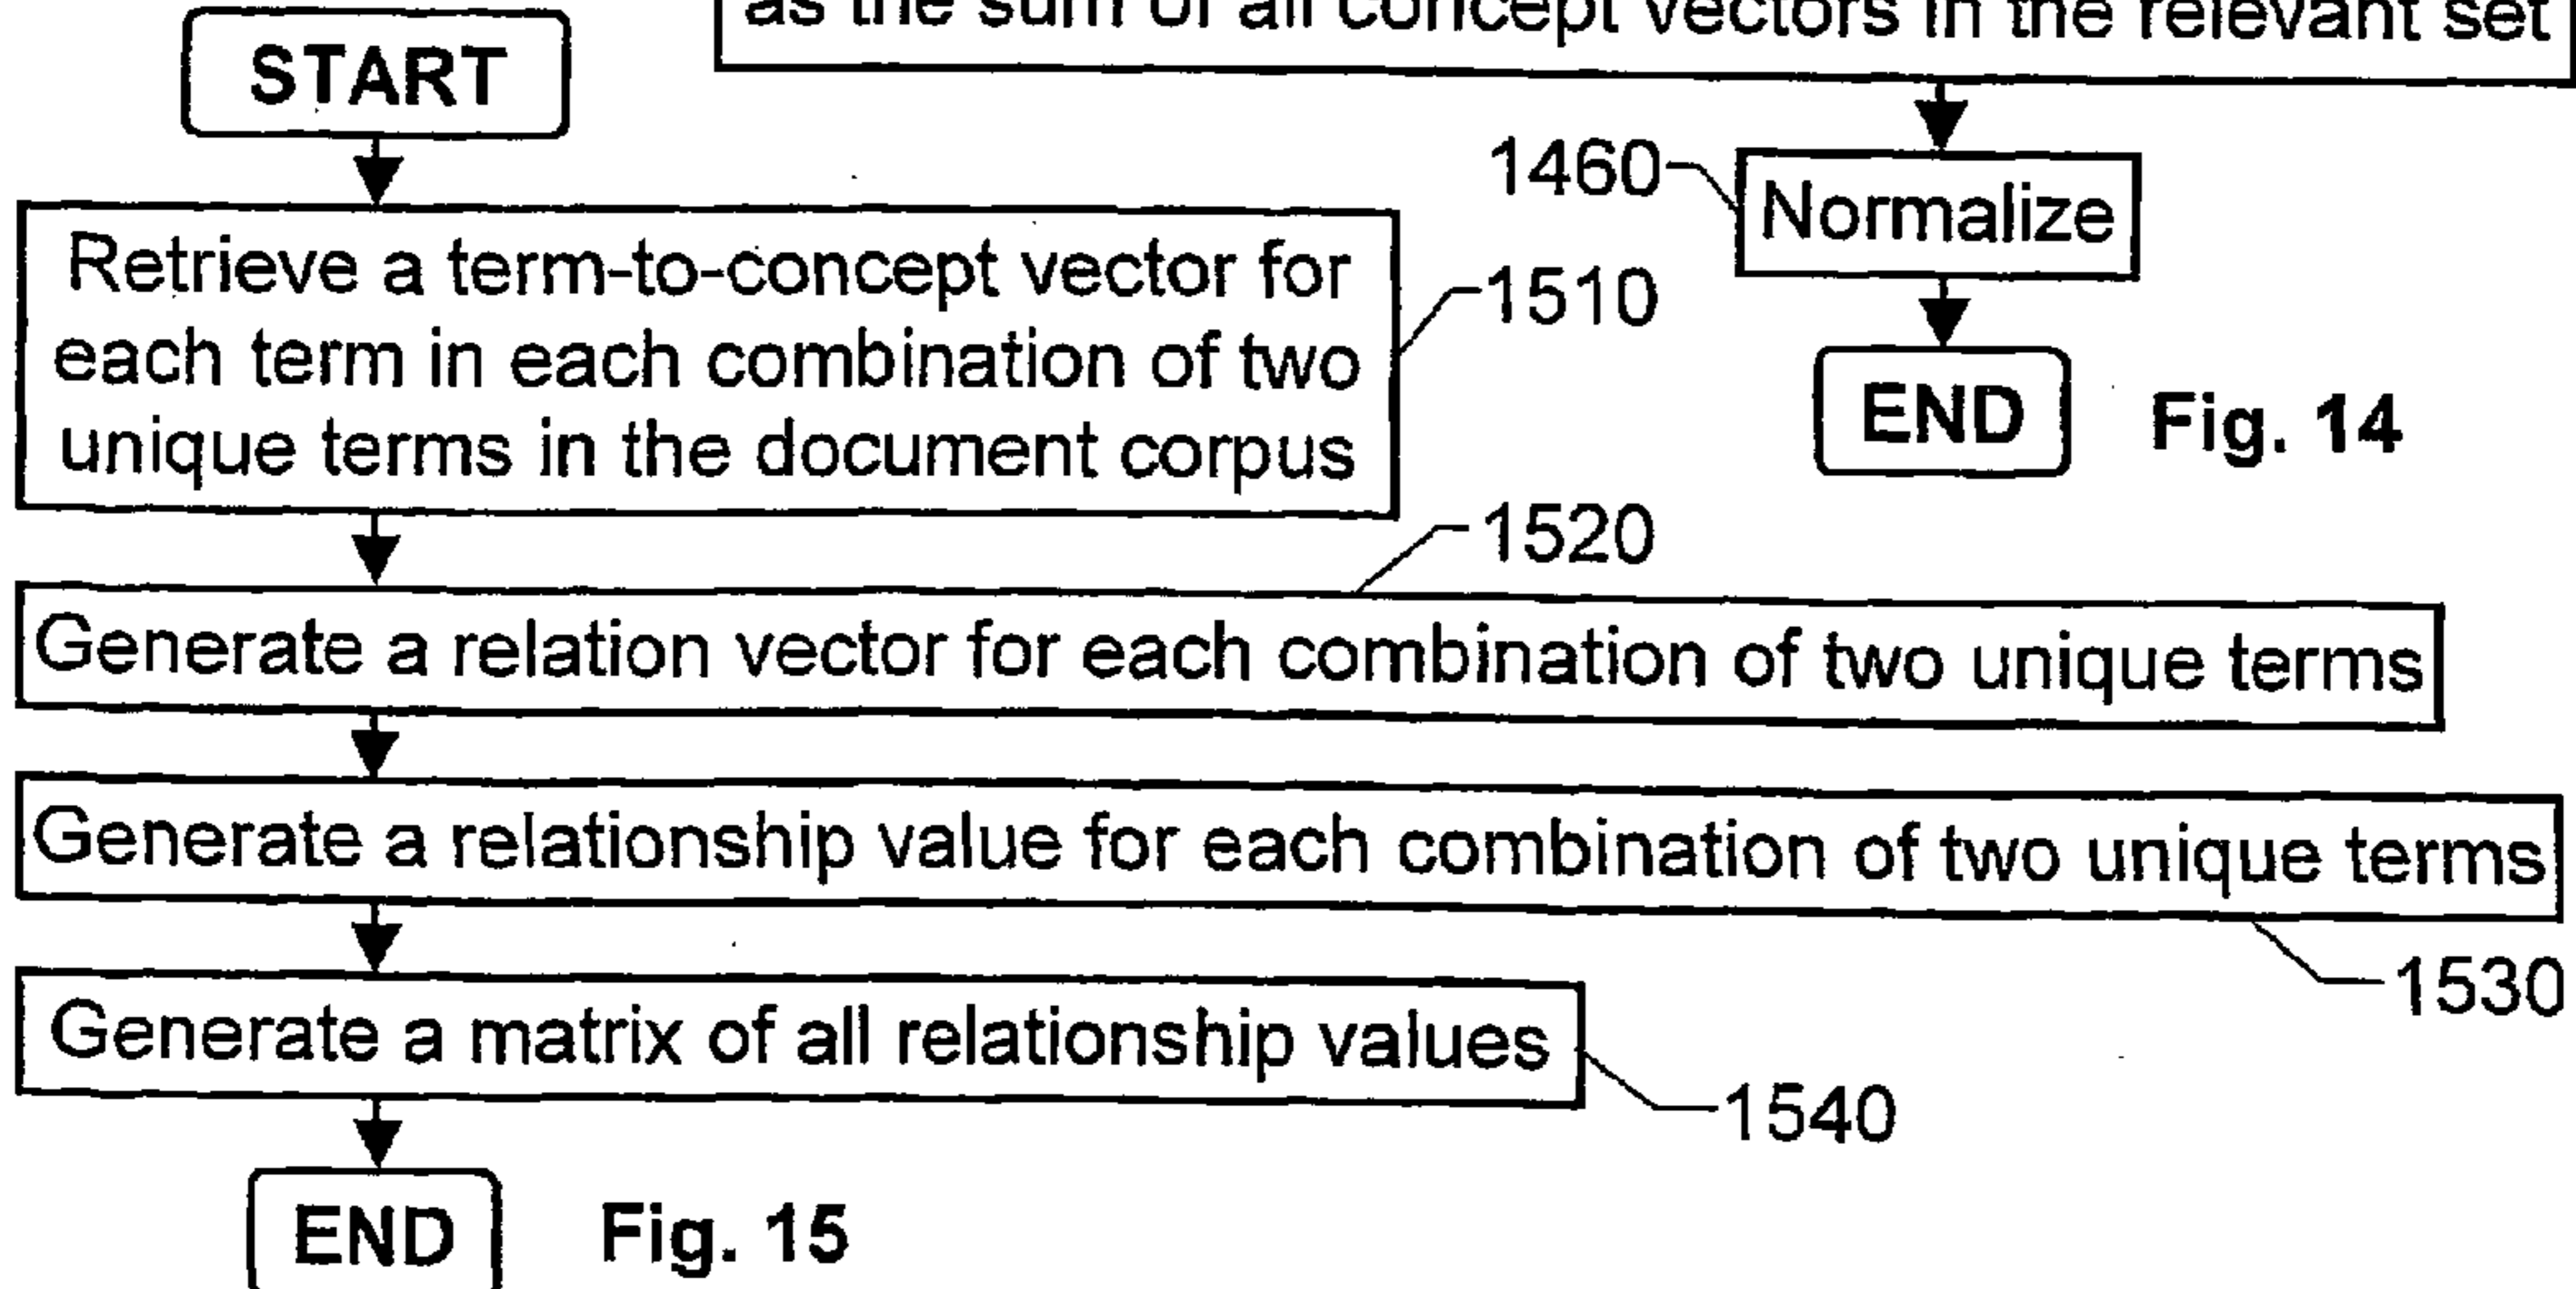 as the sum of all concept vectors in the relevant set
START
1460
Normalize
Retrieve a term-to-concept vector for
each term in each combination of two
unique terms in the document corpus
1510
END
Fig. 14
1520
Generate a relation vector for each combination of two unique terms
Generate a relationship value for each combination of two unique terms
1530
Generate a matrix of all relationship values
1540
END
Fig. 15